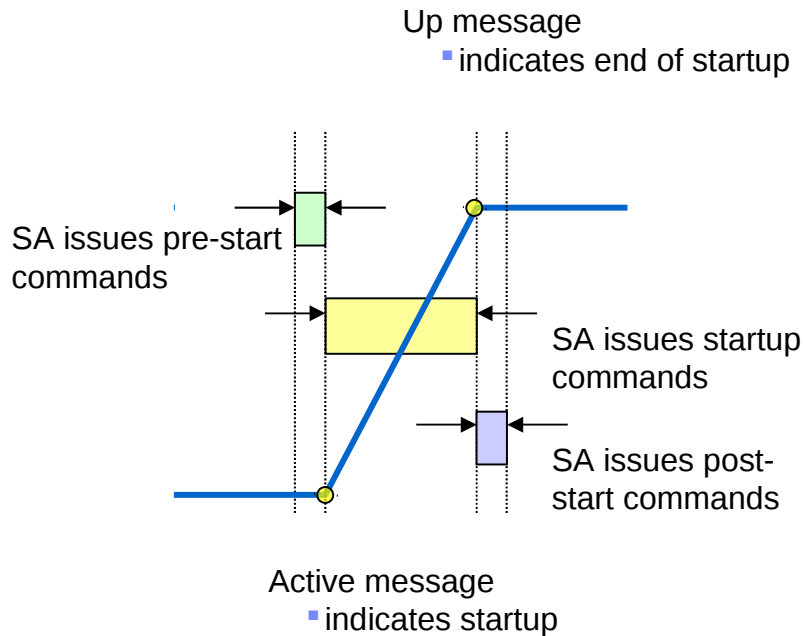 Up message
▪ indicates end of startup
SA issues pre-start
commands
SA issues startup
commands
SA issues post-
start commands
Active message
▪ indicates startup